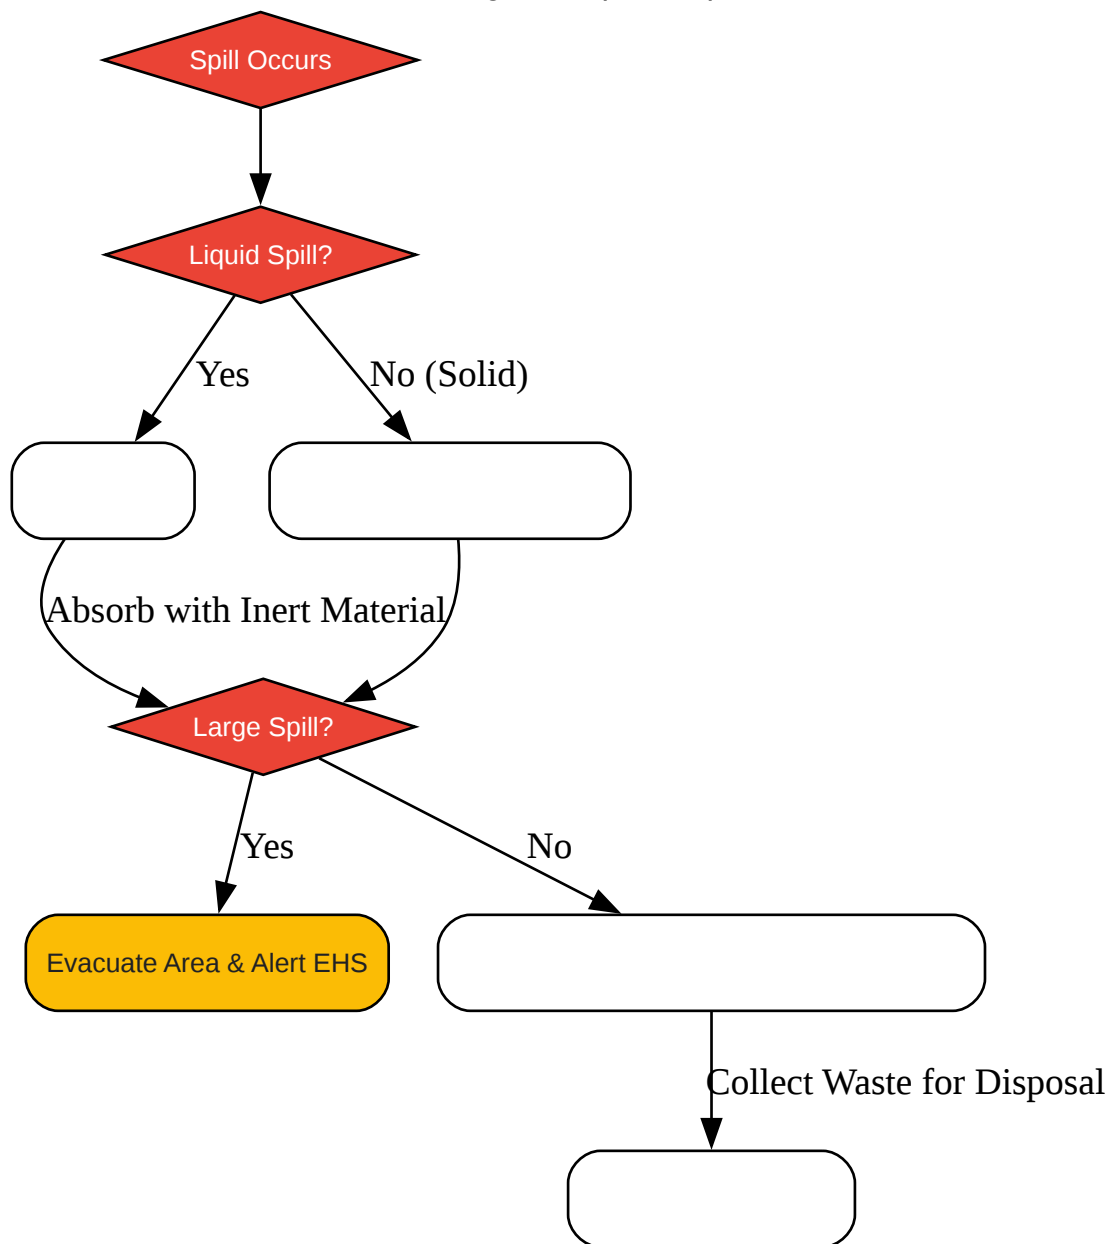 Spill Occurs
Liquid Spill?
Yes
No (Solid)
Absorb with Inert Material
Large Spill?
Yes
No
Evacuate Area & Alert EHS
Collect Waste for Disposal